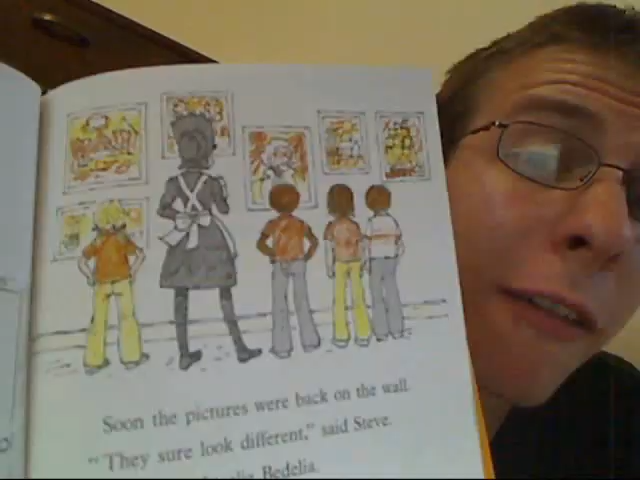 Soon the pictures were back on the wall.
"They sure look different," said Steve.
Bedelia.